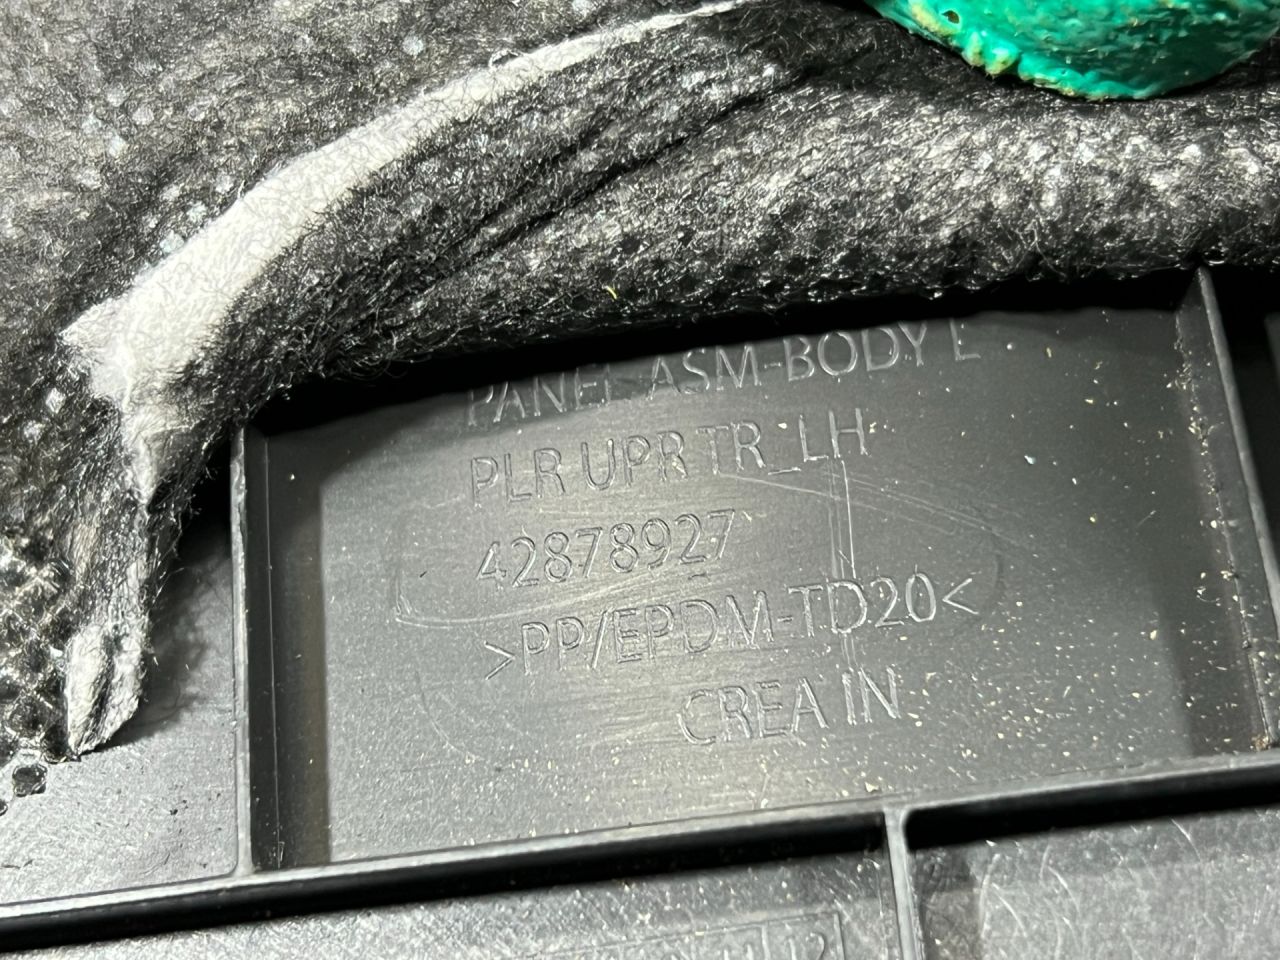 PANEL ASM-BODY L
PLR UPR TR_LH
42878927
>PP/EPDM-TD20<
CREA IN